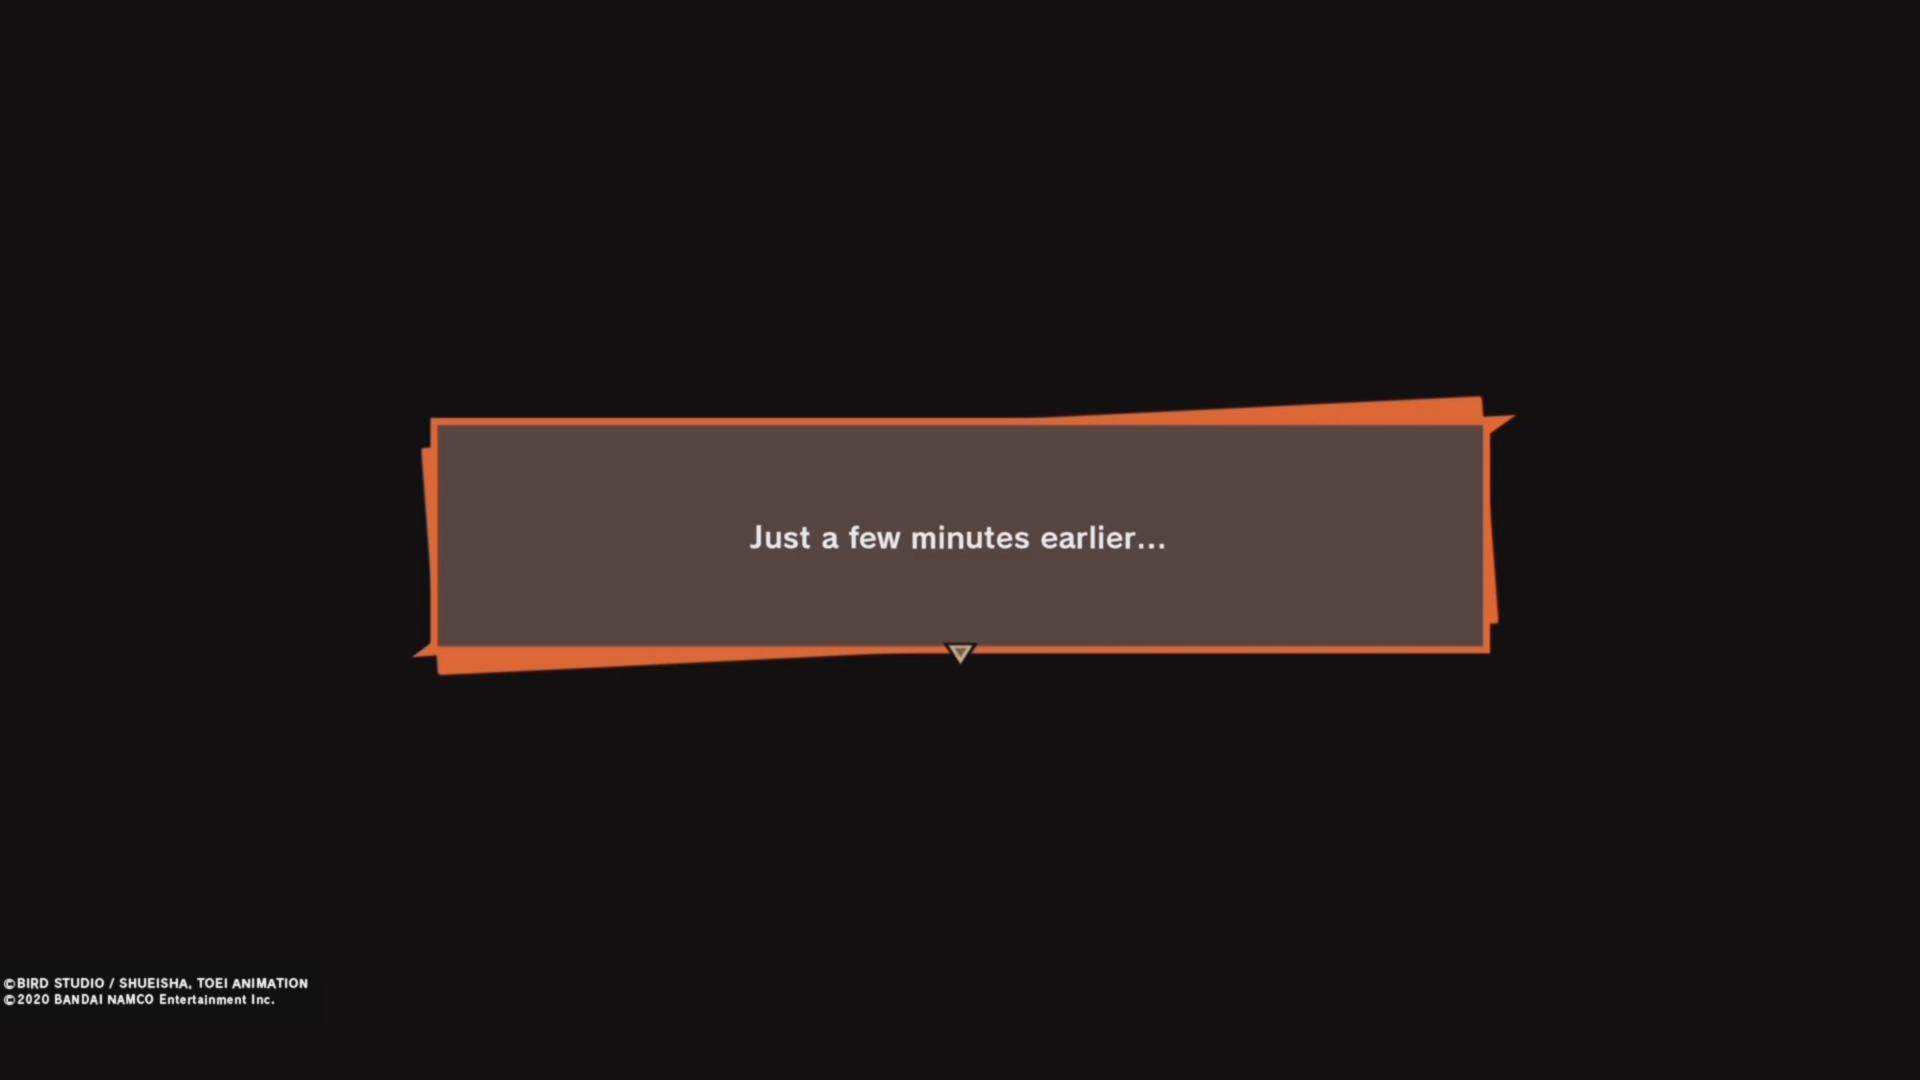 Just a few minutes earlier...
©BIRD STUDIO / SHUEISHA, TOEI ANIMATION
©2020 BANDAI NAMCO Entertainment Inc.